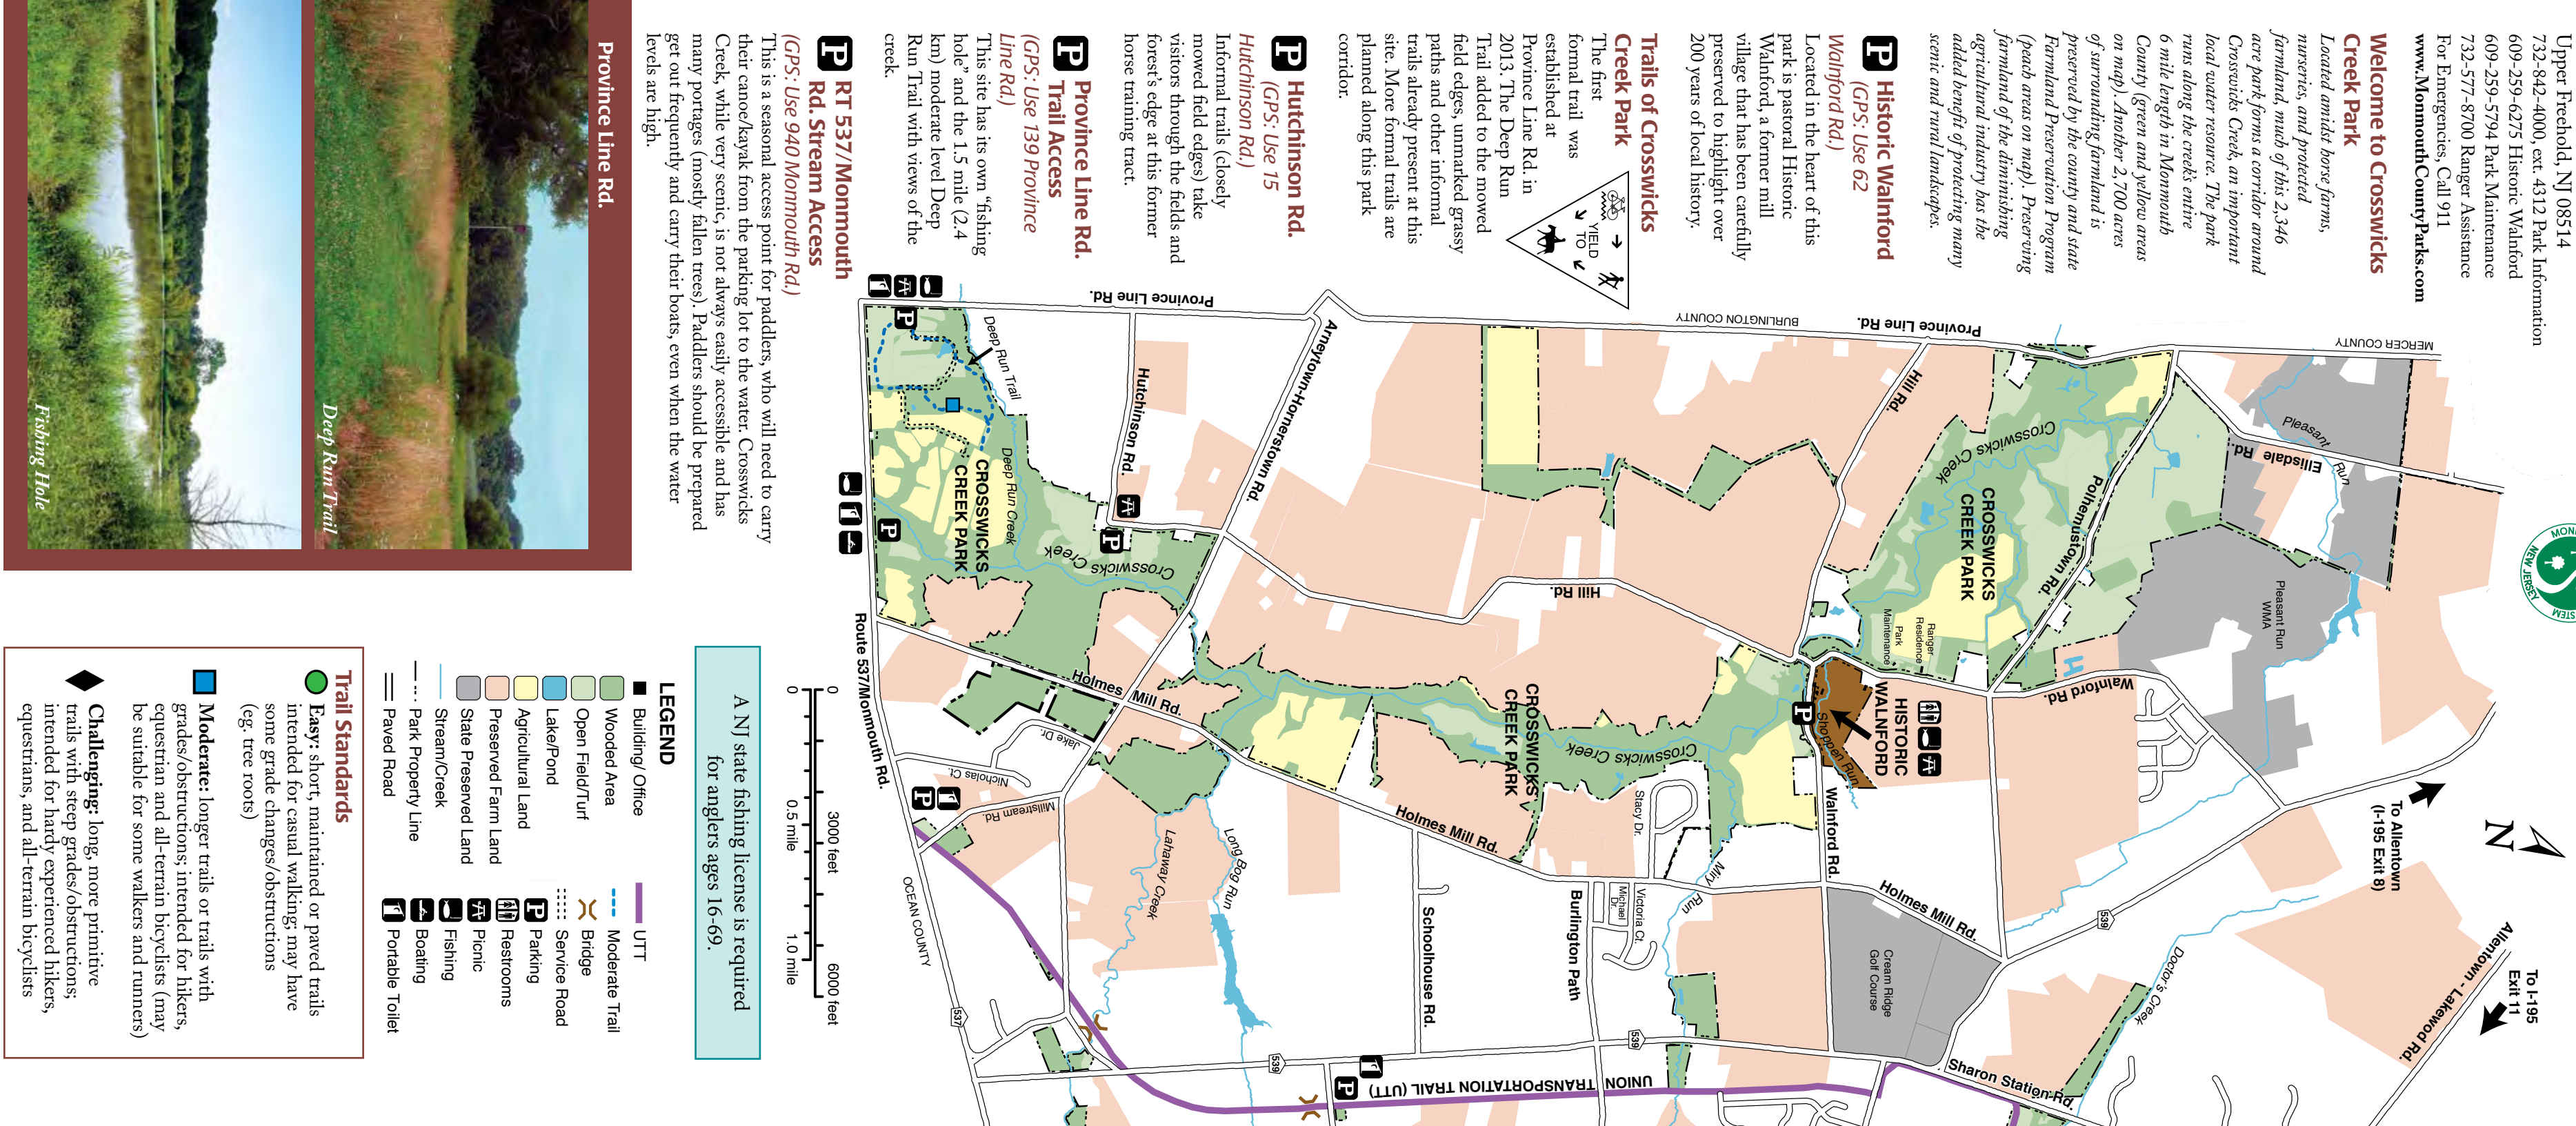 Upper Freehold, NJ 08514
732-842-4000, ext. 4312 Park Information
609-259-6275 Historic Walnford
609-259-5794 Park Maintenance
732-577-8700 Ranger Assistance
For Emergencies, Call 911
www.MonmouthCountyParks.com
Welcome to Crosswicks
Creek Park
Located amidst horse farms,
nurseries, and protected
farmland, much of this 2,346
acre park forms a corridor around
Crosswicks Creek, an important
local water resource. The park
runs along the creek's entire
6 mile length in Monmouth
County (green and yellow areas
on map). Another 2,700 acres
of surrounding farmland is
preserved by the county and state
Farmland Preservation Program
(peach areas on map). Preserving
farmland of the diminishing
agricultural industry has the
added benefit of protecting many
scenic and rural landscapes.
P Historic Walnford
(GPS: Use 62
Walnford Rd.)
Located in the heart of this
park is pastoral Historic
Walnford, a former mill
village that has been carefully
preserved to highlight over
200 years of local history.
Trails of Crosswicks
Creek Park
The first
formal trail was
established at
Province Line Rd. in
2013. The Deep Run
Trail added to the mowed
field edges, unmarked grassy
paths and other informal
trails already present at this
site. More formal trails are
planned along this park
corridor.
YIELD
TO
P Hutchinson Rd.
(GPS: Use 15
Hutchinson Rd.)
Informal trails (closely
mowed field edges) take
visitors through the fields and
forest's edge at this former
horse training tract.
P Province Line Rd.
Trail Access
(GPS: Use 139 Province
Line Rd.)
This site has its own "fishing
hole" and the 1.5 mile (2.4
km) moderate level Deep
Run Trail with views of the
creek.
P RT 537/Monmouth
Rd. Stream Access
(GPS: Use 940 Monmouth Rd.)
This is a seasonal access point for paddlers, who will need to carry
their canoe/kayak from the parking lot to the water. Crosswicks
Creek, while very scenic, is not always easily accessible and has
many portages (mostly fallen trees). Paddlers should be prepared
get out frequently and carry their boats, even when the water
levels are high.
Province Line Rd.
Deep Run Trail
Fishing Hole
MERCER COUNTY
BURLINGTON COUNTY
Province Line Rd.
Province Line Rd.
Pleasant
Run
Ellisdale Rd.
Polhemustown Rd.
Pleasant Run
WMA
Crosswicks Creek
CROSSWICKS
CREEK PARK
Ranger
Residence
Park
Maintenance
Hill Rd.
Hill Rd.
Arneytown-Hornerstown Rd.
Hutchinson Rd.
Deep Run Trail
Deep Run Creek
P
CROSSWICKS
CREEK PARK
P
P
Crosswicks Creek
Walnford Rd.
HISTORIC
WALNFORD
Shoppen Run
P
Walnford Rd.
CROSSWICKS
CREEK PARK
Crosswicks Creek
Stacy Dr.
Miry
Run
Holmes Mill Rd.
Holmes Mill Rd.
Holmes Mill Rd.
Jake Dr.
Nicholas Ct.
Millstream Rd.
P
Route 537/Monmouth Rd.
OCEAN COUNTY
Lahaway Creek
Long Bog Run
Schoolhouse Rd.
Burlington Path
Michael
Dr.
Victoria Ct.
Cream Ridge
Golf Course
Doctor's Creek
To Allentown
(I-195 Exit 8)
N
To I-195
Exit 11
Allentown - Lakewood Rd.
Sharon Station Rd.
UNION TRANSPORTATION TRAIL (UTT)
P
539
539
539
537
MON
NEW JERSEY
STEM
0 3000 feet 6000 feet
0 0.5 mile 1.0 mile
A NJ state fishing license is required
for anglers ages 16-69.
LEGEND
Building/ Office
Wooded Area
Open Field/Turf
Lake/Pond
Agricultural Land
Preserved Farm Land
State Preserved Land
Stream/Creek
Park Property Line
Paved Road
UTT
Moderate Trail
Bridge
Service Road
P Parking
Restrooms
Picnic
Fishing
Boating
Portable Toilet
Trail Standards
Easy: short, maintained or paved trails
intended for casual walking; may have
some grade changes/obstructions
(eg. tree roots)
Moderate: longer trails or trails with
grades/obstructions; intended for hikers,
equestrian and all-terrain bicyclists (may
be suitable for some walkers and runners)
Challenging: long, more primitive
trails with steep grades/obstructions;
intended for hardy experienced hikers,
equestrians, and all-terrain bicyclists